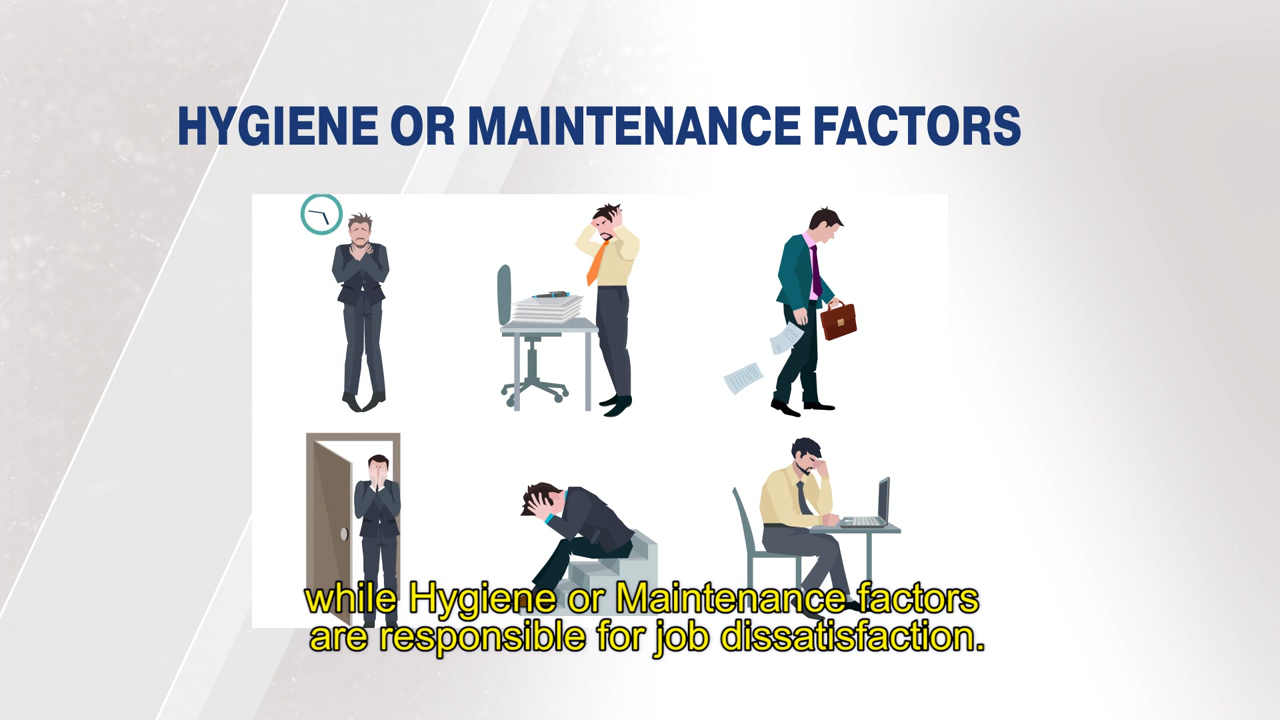 HYGIENE OR MAINTENANCE FACTORS
while Hygiene or Maintenance factors
are responsible for job dissatisfaction.